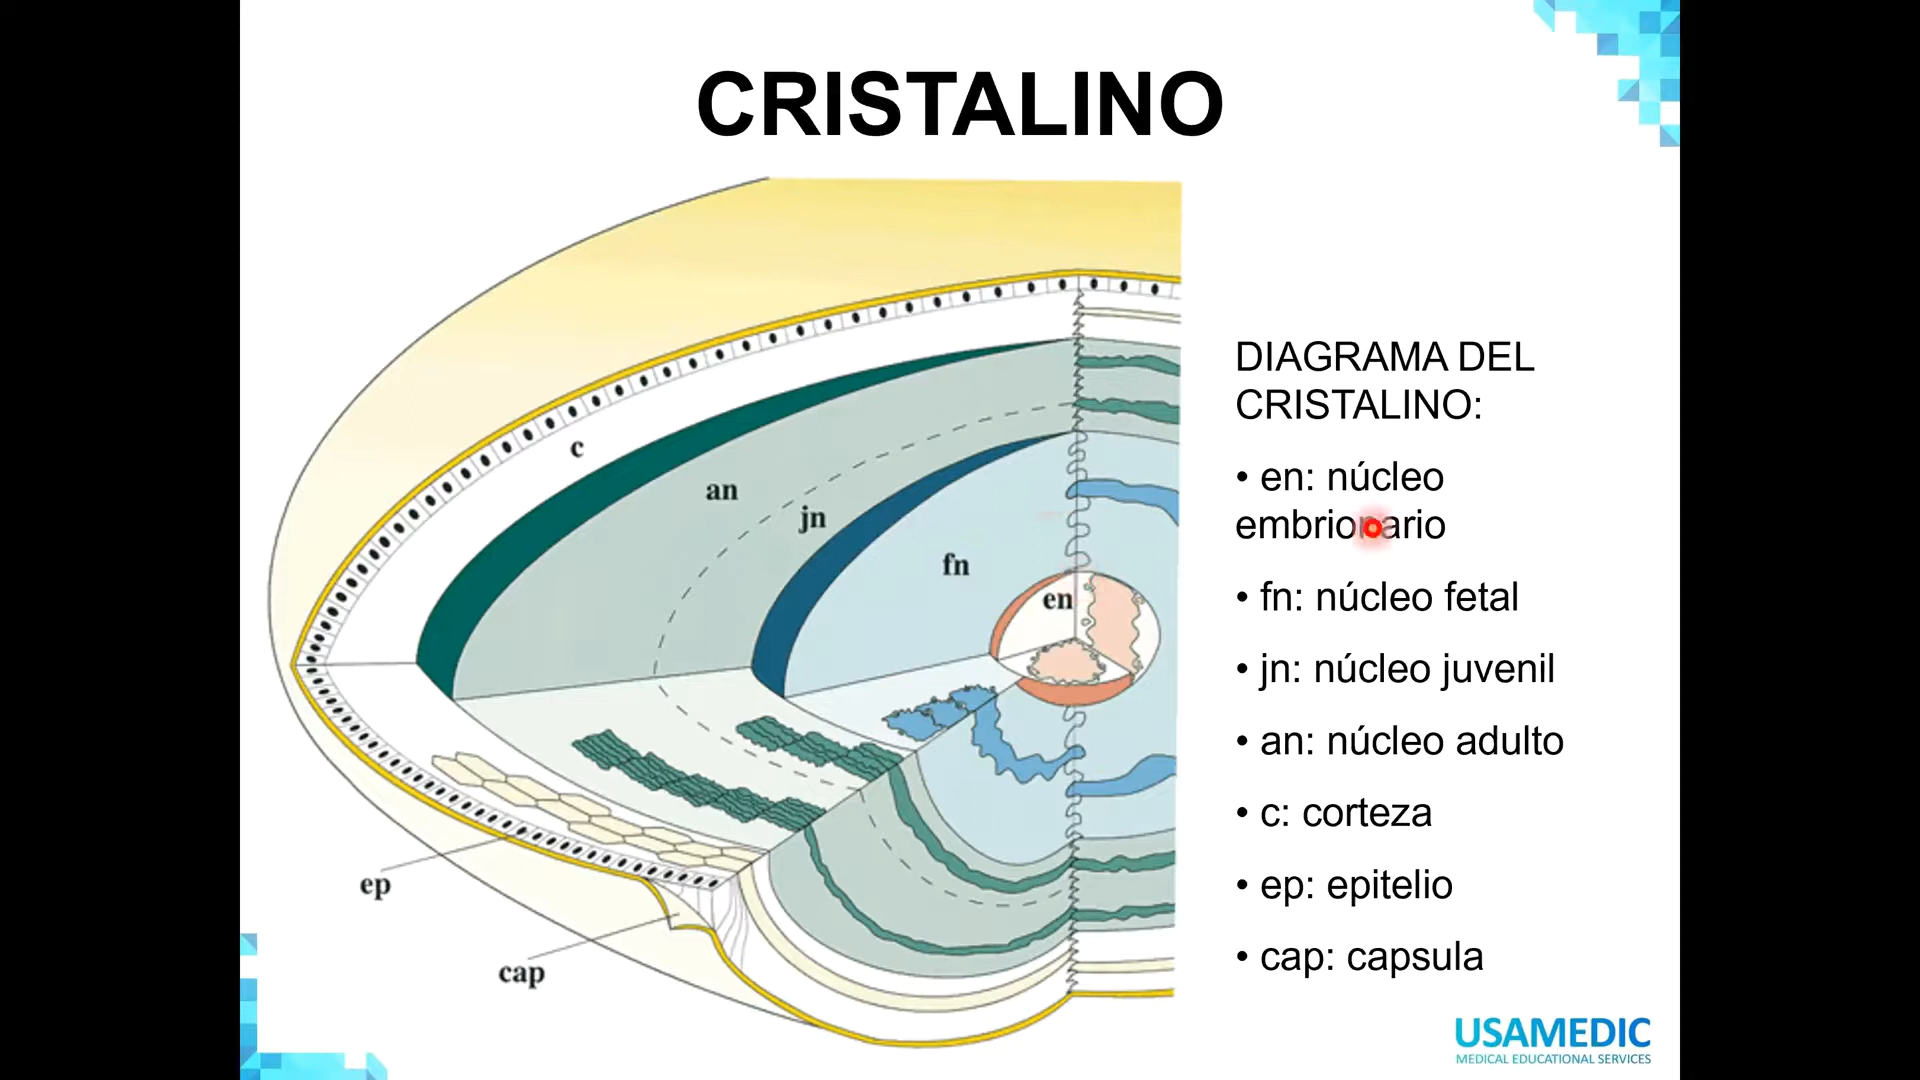 CRISTALINO
c
an
jn
fn
en
ep
cap
DIAGRAMA DEL
CRISTALINO:
• en: núcleo
embrionario
• fn: núcleo fetal
• jn: núcleo juvenil
• an: núcleo adulto
• c: corteza
• ep: epitelio
• cap: capsula
USAMEDIC
MEDICAL EDUCATIONAL SERVICES